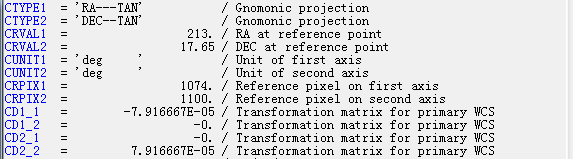 CTYPE1 = 'RA---TAN' / Gnomonic projection
CTYPE2 = 'DEC--TAN' / Gnomonic projection
CRVAL1 = 213. / RA at reference point
CRVAL2 = 17.65 / DEC at reference point
CUNIT1 = 'deg ' / Unit of first axis
CUNIT2 = 'deg ' / Unit of second axis
CRPIX1 = 1074. / Reference pixel on first axis
CRPIX2 = 1100. / Reference pixel on second axis
CD1_1 = -7.916667E-05 / Transformation matrix for primary WCS
CD1_2 = -0. / Transformation matrix for primary WCS
CD2_1 = -0. / Transformation matrix for primary WCS
CD2_2 = 7.916667E-05 / Transformation matrix for primary WCS